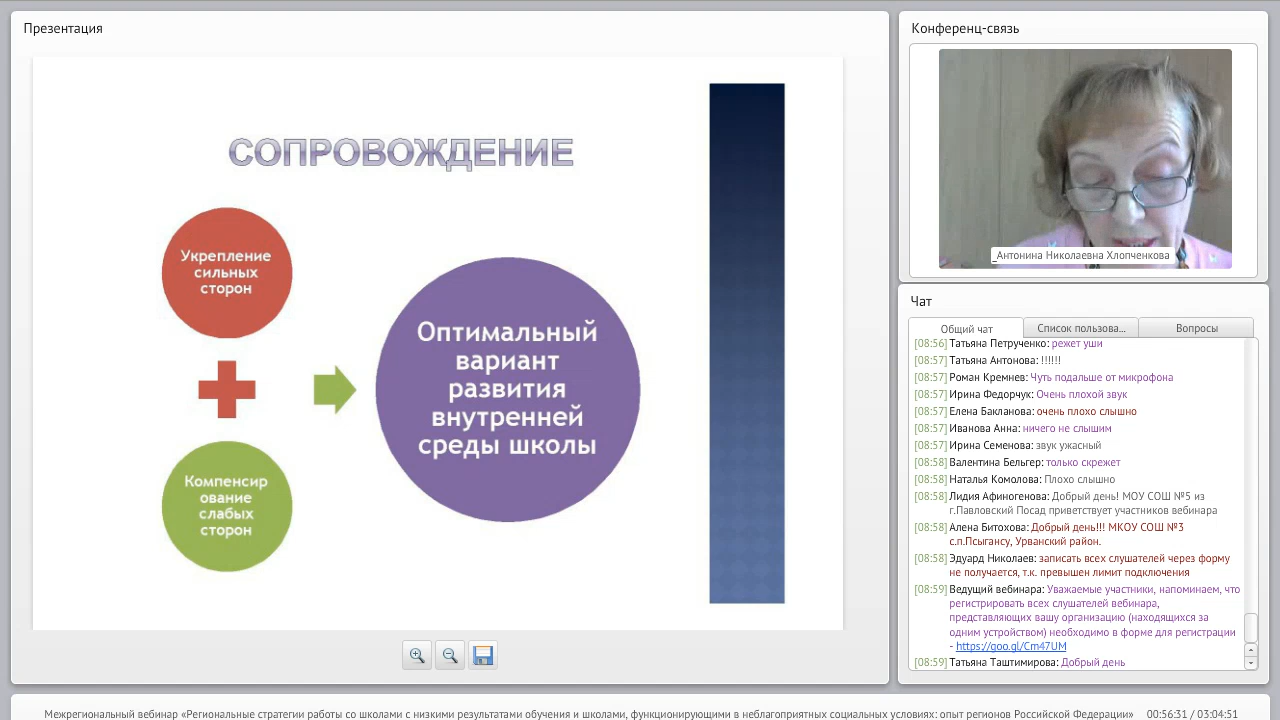 Презентация
СОПРОВОЖДЕНИЕ
Укрепление
сильных
сторон
Компенсир
ование
слабых
сторон
Оптимальный
вариант
развития
внутренней
среды школы
Конференц-связь
_Антонина Николаевна Хлопченкова
Чат
Общий чат
Список пользова...
Вопросы
[08:56] Татьяна Петрученко: режет уши
[08:57] Татьяна Антонова: !!!!!!
[08:57] Роман Кремнев: Чуть подальше от микрофона
[08:57] Ирина Федорчук: Очень плохой звук
[08:57] Елена Бакланова: очень плохо слышно
[08:57] Иванова Анна: ничего не слышим
[08:57] Ирина Семенова: звук ужасный
[08:58] Валентина Бельгер: только скрежет
[08:58] Наталья Комолова: Плохо слышно
[08:58] Лидия Афиногенова: Добрый день! МОУ СОШ №5 из
г.Павловский Посад приветствует участников вебинара
[08:58] Алена Битохова: Добрый день!!! МКОУ СОШ №3
с.п.Псыгансу, Урванский район.
[08:58] Эдуард Николаев: записать всех слушателей через форму
не получается, т.к. превышен лимит подключения
[08:59] Ведущий вебинара: Уважаемые участники, напоминаем, что
регистрировать всех слушателей вебинара,
представляющих вашу организацию (находящихся за
одним устройством) необходимо в форме для регистрации
- https://goo.gl/Cm47UM
[08:59] Татьяна Таштимирова: Добрый день
Межрегиональный вебинар «Региональные стратегии работы со школами с низкими результатами обучения и школами, функционирующими в неблагоприятных социальных условиях: опыт регионов Российской Федерации» 00:56:31 / 03:04:51